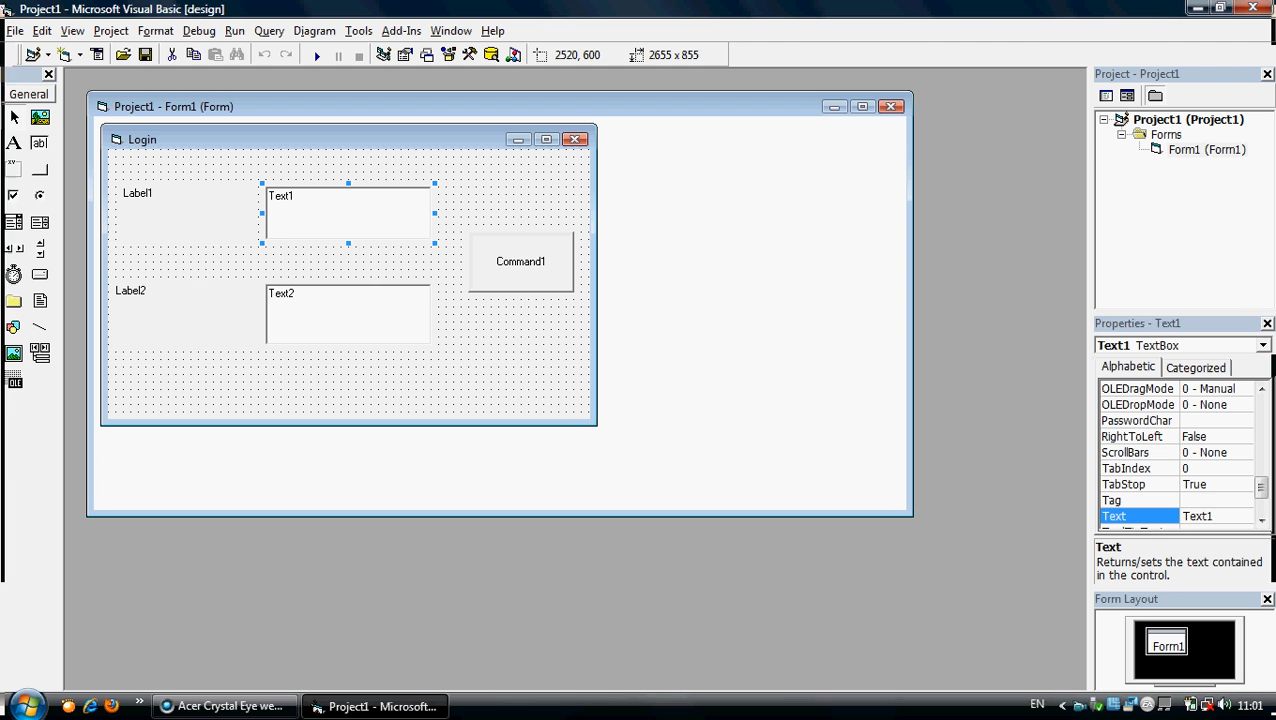 Project1 - Microsoft Visual Basic [design]
File Edit View Project Format Debug Run Query Diagram Tools Add-Ins Window Help
2520, 600 2655 x 855
General
Project1 - Form1 (Form)
Login
Label1
Text1
Command1
Label2
Text2
Project - Project1
Project1 (Project1)
Forms
Form1 (Form1)
Properties - Text1
Text1 TextBox
Alphabetic Categorized
OLEDragMode 0 - Manual
OLEDropMode 0 - None
PasswordChar
RightToLeft False
ScrollBars 0 - None
TabIndex 0
TabStop True
Tag
Text Text1
Text
Returns/sets the text contained
in the control.
Form Layout
Form1
Acer Crystal Eye we... Project1 - Microsoft... EN 11:01